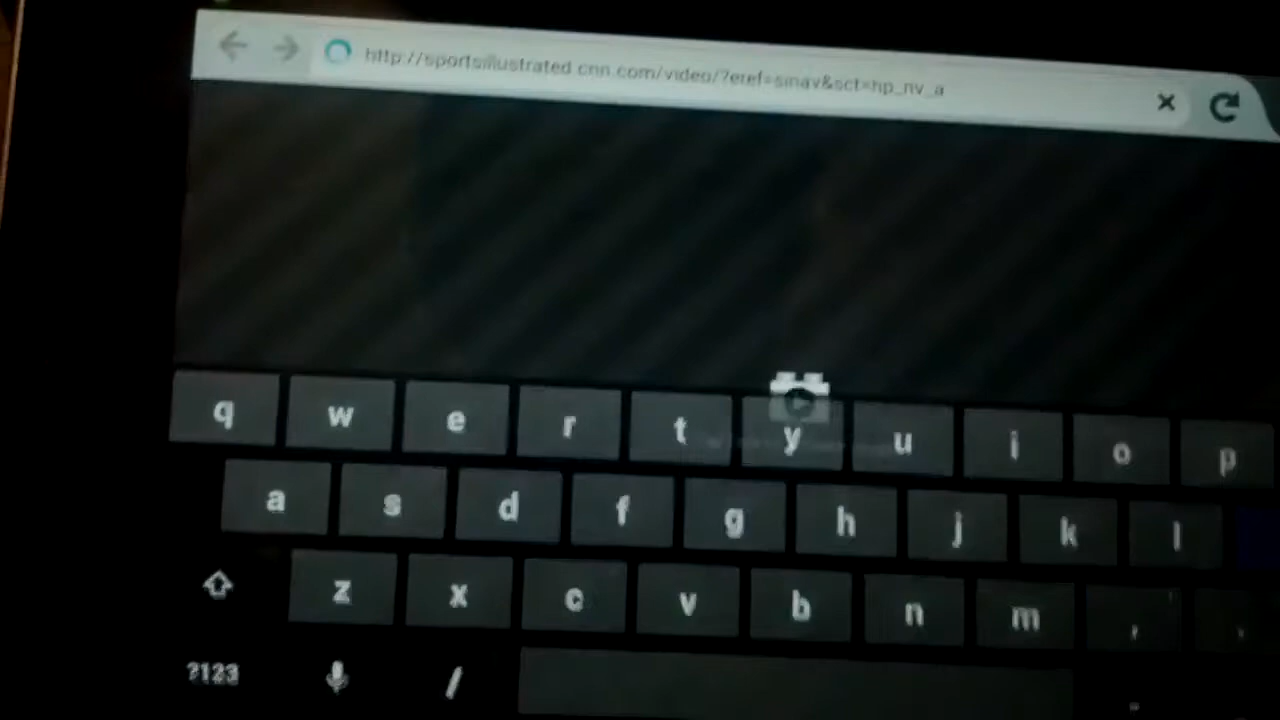 http://sportsillustrated.cnn.com/video/?eref=sinav&sct=hp_nv_a
q w e r t y u i o p
a s d f g h j k l
z x c v b n m ,
?123 /